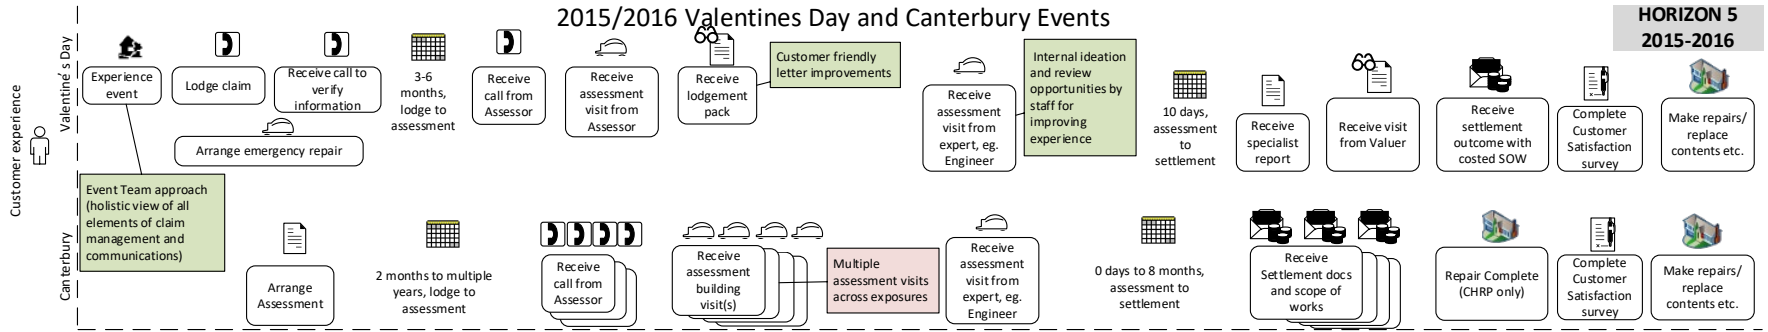 2015/2016 Valentines Day and Canterbury Events
HORIZON 5
2015-2016
Customer experience
Valentine's Day
Experience
event
Lodge claim
Receive call to
verify
information
Arrange emergency repair
3-6
months,
lodge to
assessment
Receive
call from
Assessor
Receive
assessment
visit from
Assessor
Receive
lodgement
pack
Customer friendly
letter improvements
Receive
assessment
visit from
expert, eg.
Engineer
Internal ideation
and review
opportunities by
staff for
improving
experience
10 days,
assessment
to
settlement
Receive
specialist
report
Receive visit
from Valuer
Receive
settlement
outcome with
costed SOW
Complete
Customer
Satisfaction
survey
Make repairs/
replace
contents etc.
Event Team approach
(holistic view of all
elements of claim
management and
communications)
Canterbury
Arrange
Assessment
2 months to multiple
years, lodge to
assessment
Receive
call from
Assessor
Receive
assessment
building
visit(s)
Multiple
assessment visits
across exposures
Receive
assessment
visit from
expert, eg.
Engineer
0 days to 8 months,
assessment to
settlement
Receive
Settlement docs
and scope of
works
Repair Complete
(CHRP only)
Complete
Customer
Satisfaction
survey
Make repairs/
replace
contents etc.